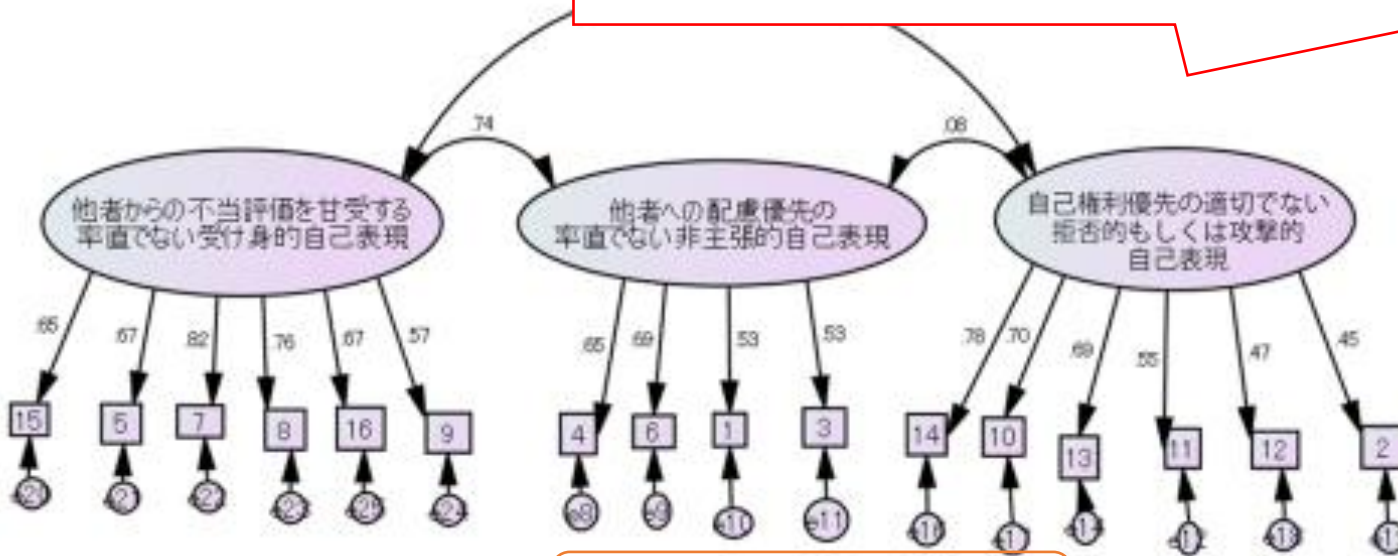 .74
.08
他者からの不当評価を甘受する
率直でない受け身的自己表現
他者への配慮優先の
率直でない非主張的自己表現
自己権利優先の適切でない
拒否的もしくは攻撃的
自己表現
.65 .67 .82 .76 .67 .57
.65 .69 .53 .53
.78 .70 .69 .55 .47 .45
15 5 7 8 16 9
4 6 1 3
14 10 13 11 12 2
e8 e9 e10 e11